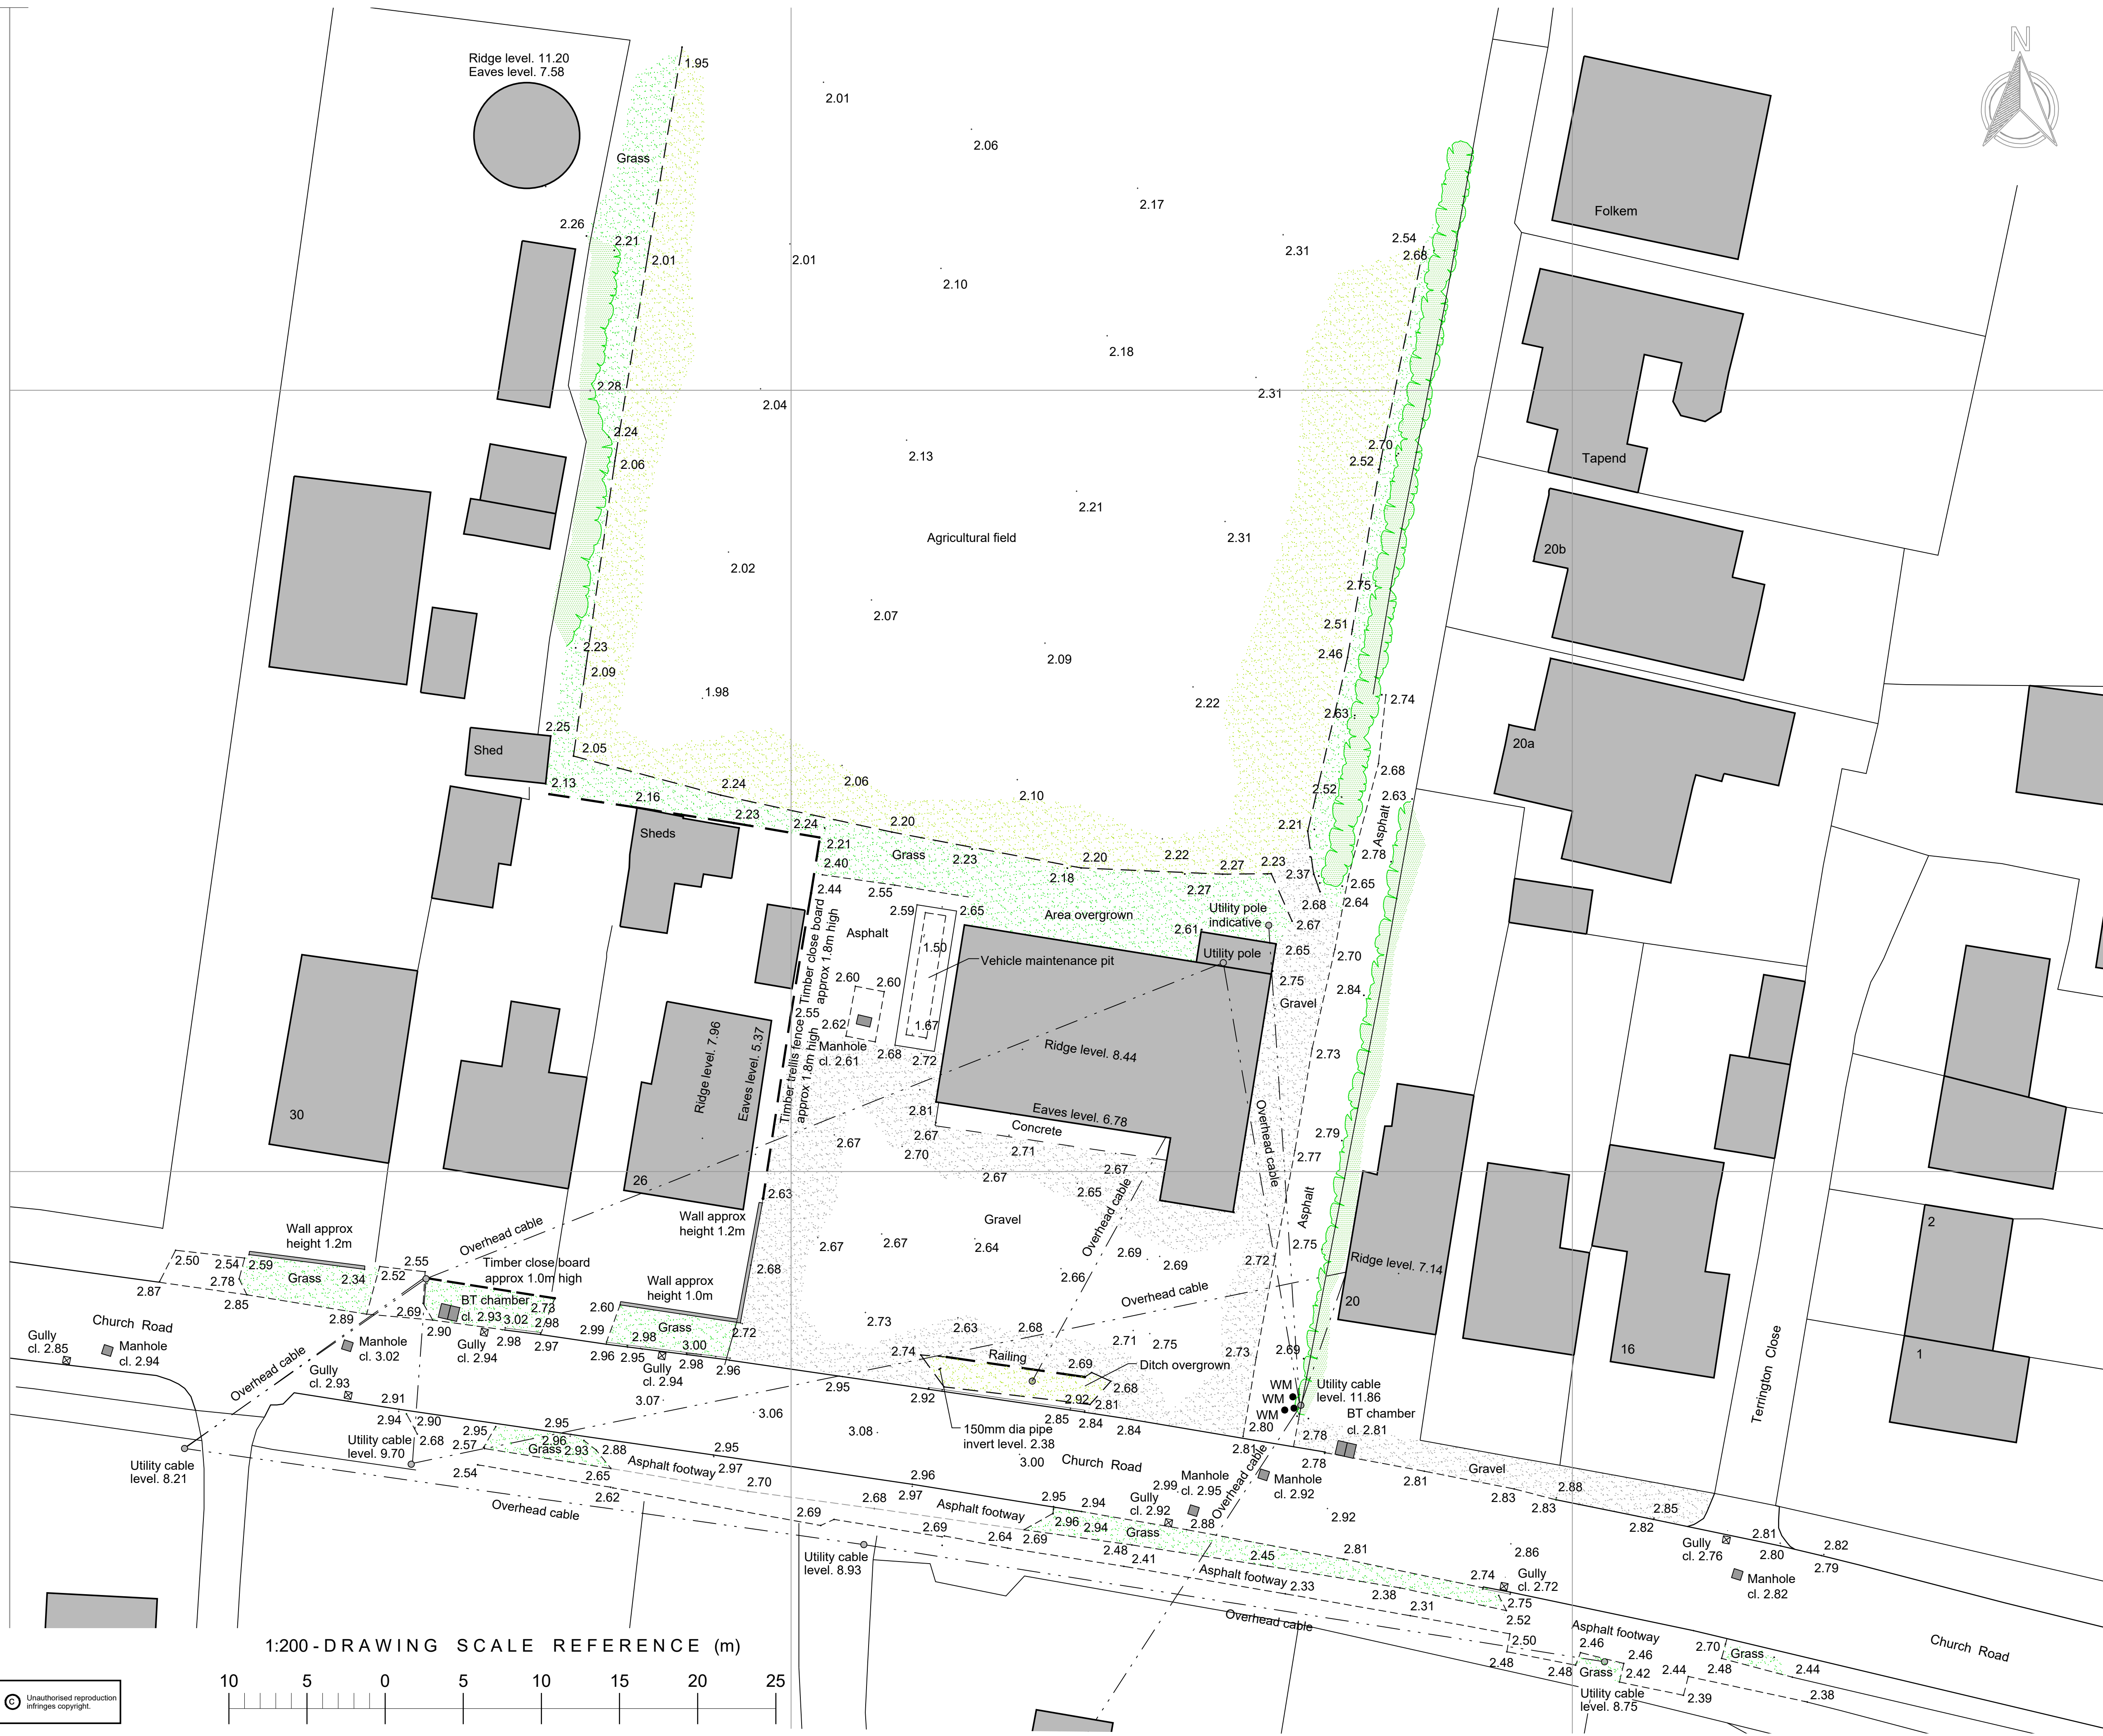 N
Ridge level. 11.20
Eaves level. 7.58
1.95
2.01
2.06
Grass
2.17
Folkem
2.26
2.21
2.01
2.01
2.31
2.54
2.68
2.10
2.18
2.28
2.04
2.31
2.24
2.06
2.13
2.70
2.52
Tapend
2.21
Agricultural field
2.31
20b
2.02
2.75
2.07
2.51
2.23
2.09
2.09
2.46
1.98
2.22
2.63
2.74
2.25
2.05
Shed
20a
2.13
2.24
2.06
2.68
2.16
2.10
2.52
2.63
2.23
2.24
2.20
2.21
Asphalt
Sheds
2.21
2.40
Grass
2.23
2.20
2.22
2.27
2.23
2.78
2.18
2.37
2.44
2.55
2.27
2.65
2.59
2.65
Area overgrown
Utility pole
indicative
2.68
2.64
2.61
2.67
Asphalt
1.50
Utility pole
2.65
2.70
Timber close board
approx 1.8m high
Vehicle maintenance pit
2.60
2.60
2.75
2.84
Gravel
2.55
2.62
1.67
Manhole
cl. 2.61
2.68
2.72
Ridge level. 8.44
2.73
Timber trellis fence
approx 1.8m high
Ridge level. 7.96
Eaves level. 5.37
30
2.81
Eaves level. 6.78
Concrete
2.67
2.67
2.70
2.71
2.79
2.77
Overhead cable
2.67
2.67
2.65
26
2.63
Wall approx
height 1.2m
Gravel
Asphalt
Wall approx
height 1.2m
Overhead cable
2.67
2.67
2.64
Overhead cable
2.69
2.69
2.72
2.75
Ridge level. 7.14
2.50
2.54
2.59
2.78
Grass
2.34
2.52
2.55
Timber close board
approx 1.0m high
2.68
2.66
Wall approx
height 1.0m
Overhead cable
20
2.87
2.85
2.89
2.69
BT chamber
cl. 2.93
2.73
3.02
2.98
2.60
2.90
2.98
2.97
2.99
Grass
2.98
3.00
2.72
2.73
2.63
2.68
2.71
2.75
2.73
2.69
16
2
1
Terrington Close
Church Road
Gully
cl. 2.85
Manhole
cl. 2.94
Manhole
cl. 3.02
Gully
cl. 2.94
2.96
2.95
2.98
2.96
Gully
cl. 2.94
2.74
Railing
2.69
Ditch overgrown
2.68
Gully
cl. 2.93
Overhead cable
2.95
2.92
2.92
2.81
WM
WM
WM
Utility cable
level. 11.86
2.91
2.94
2.90
3.07
3.06
3.08
2.85
2.84
2.84
150mm dia pipe
invert level. 2.38
2.80
BT chamber
cl. 2.81
2.95
2.95
2.96
2.68
2.57
Grass
2.93
2.88
2.95
2.97
Utility cable
level. 9.70
Asphalt footway
3.00
Church Road
2.81
2.78
2.78
Utility cable
level. 8.21
2.54
2.65
2.62
2.70
2.96
2.68
2.97
Manhole
cl. 2.95
2.99
Manhole
cl. 2.92
Overhead cable
2.81
Gravel
2.83
2.83
2.88
2.85
2.82
Overhead cable
2.69
Asphalt footway
2.95
2.94
Gully
cl. 2.92
2.88
2.92
2.96
2.94
Grass
2.69
2.64
2.69
2.48
2.41
2.45
2.81
2.86
Gully
cl. 2.76
2.81
2.80
2.82
2.79
Manhole
cl. 2.82
Utility cable
level. 8.93
Asphalt footway
2.33
2.38
2.31
2.74
Gully
cl. 2.72
2.75
2.52
Overhead cable
2.50
Asphalt footway
2.46
2.46
2.70
Grass
2.48
2.48
Grass
2.42
2.44
2.48
2.44
2.39
2.38
Utility cable
level. 8.75
Church Road
1:200 - DRAWING SCALE REFERENCE (m)
10 5 0 5 10 15 20 25
© Unauthorised reproduction
infringes copyright.